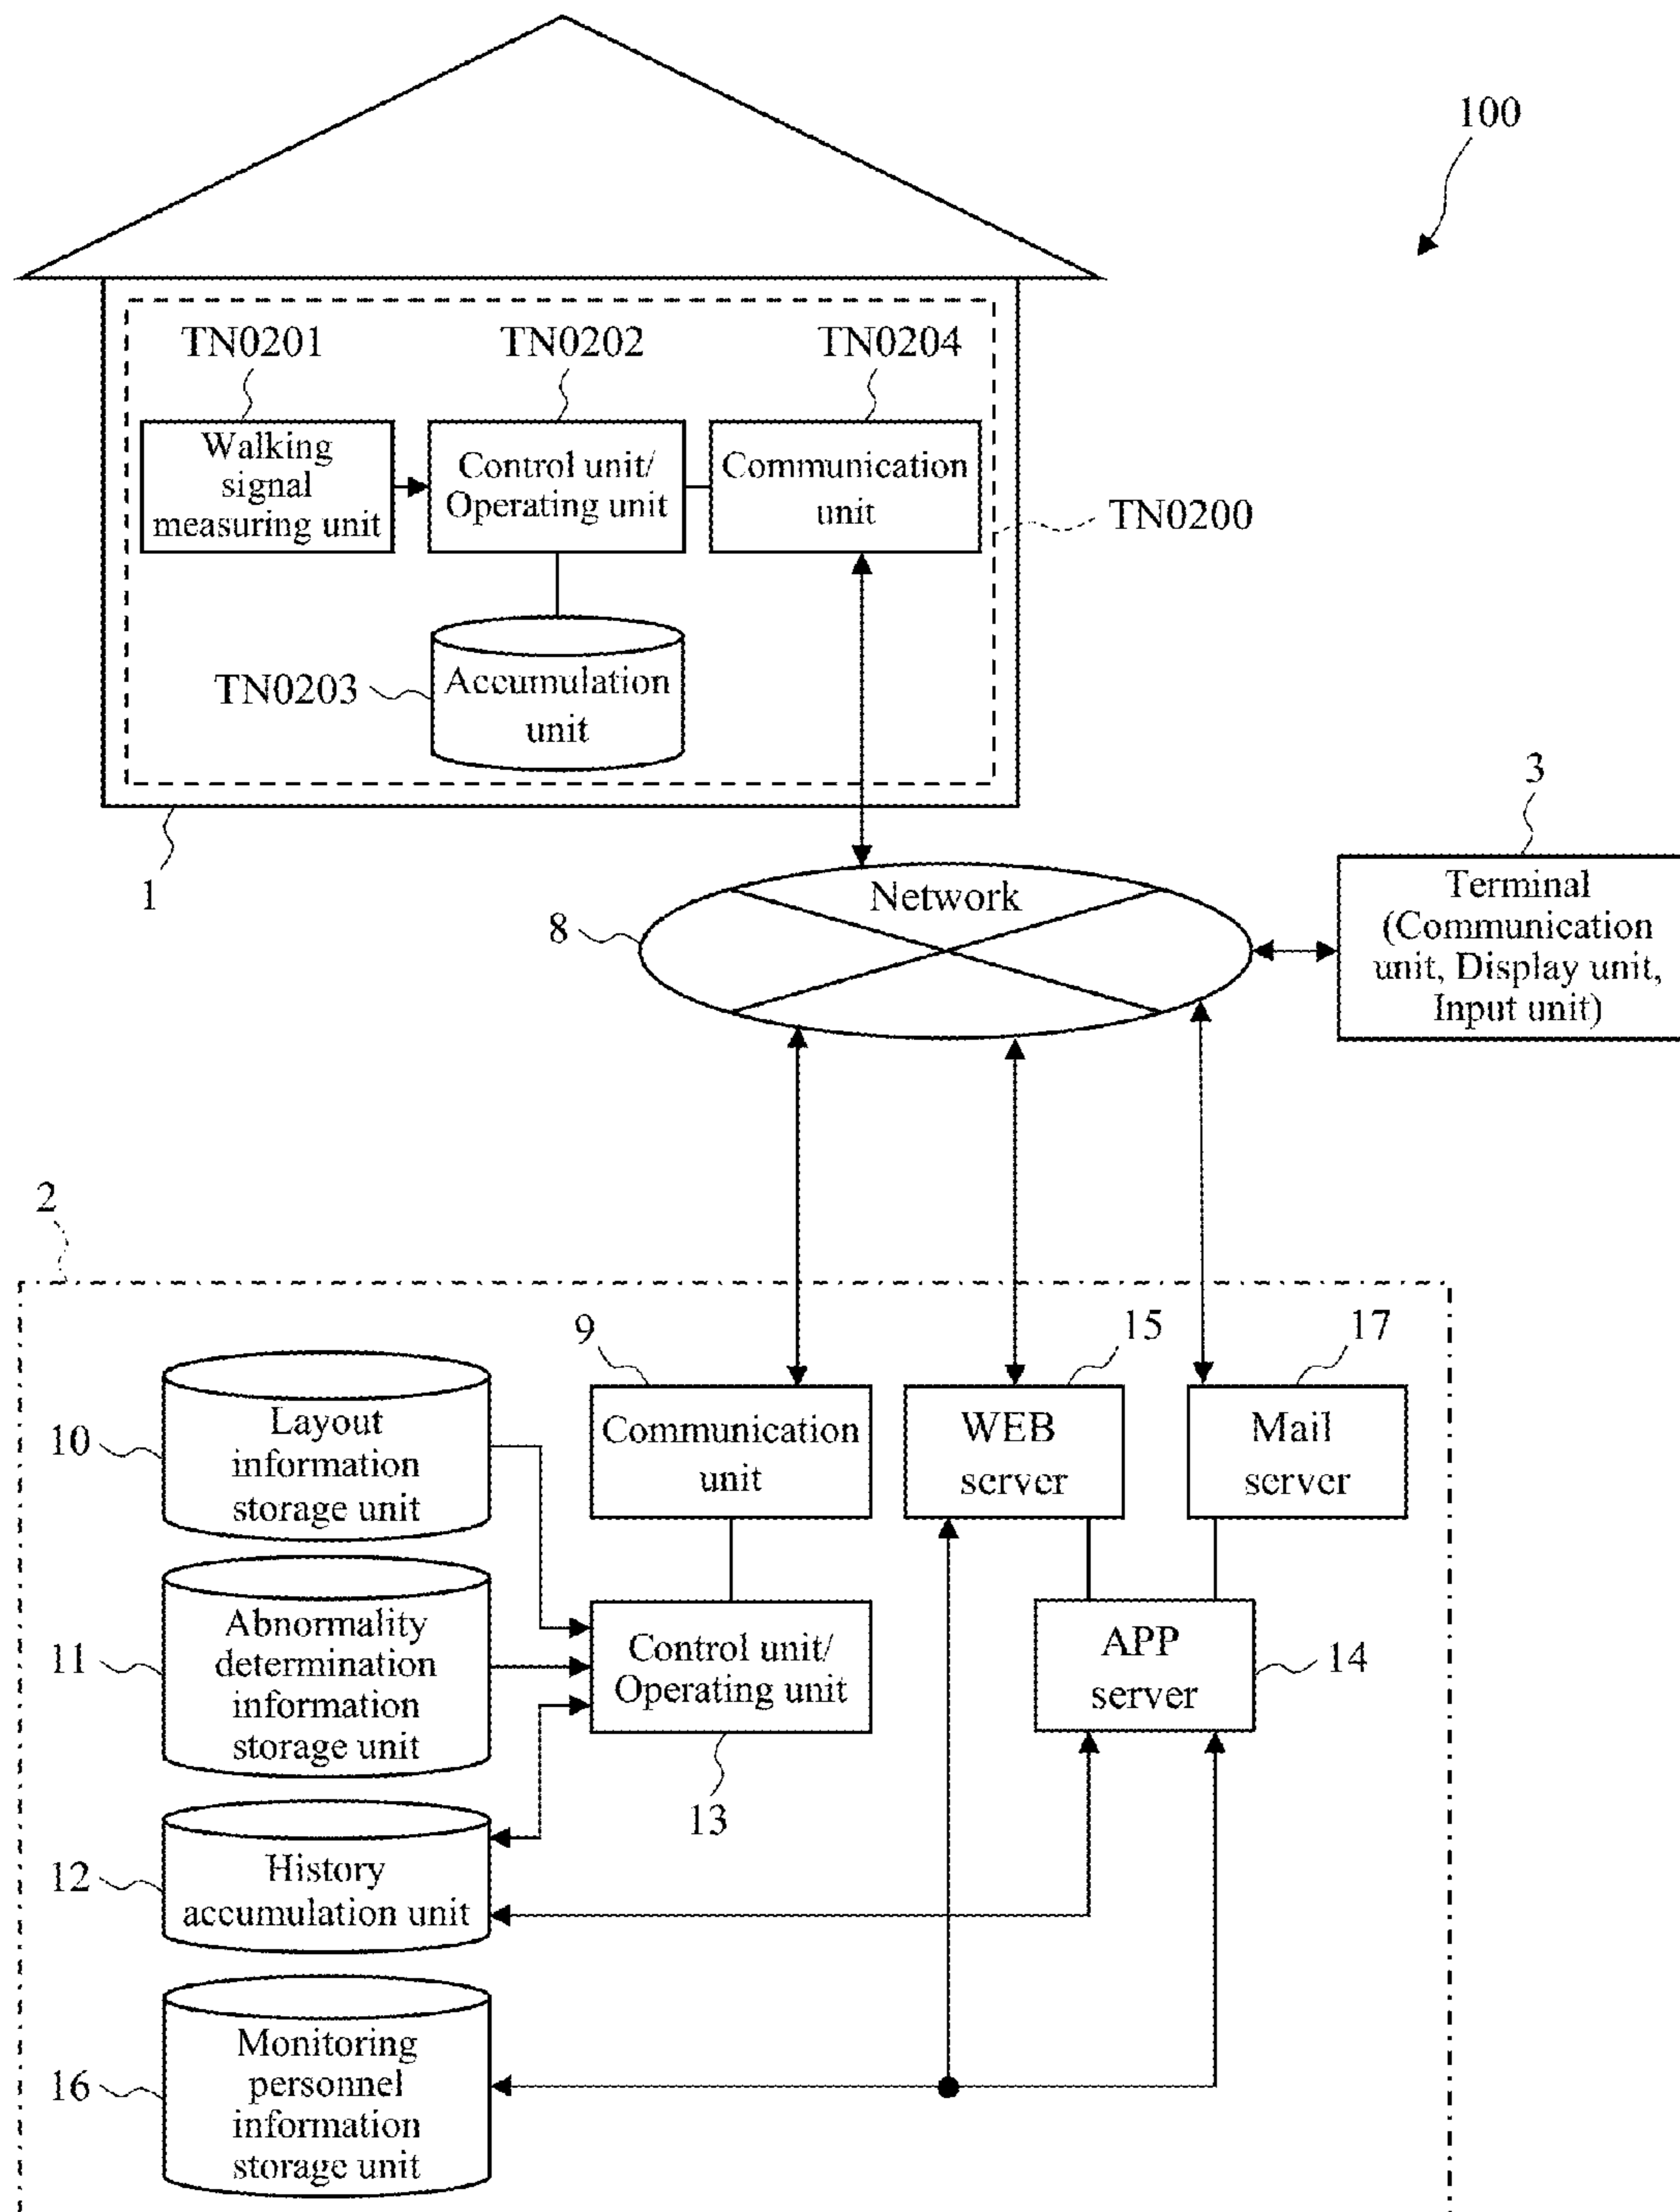 100
TN0201
TN0202
TN0204
Walking
signal
measuring unit
Control unit/
Operating unit
Communication
unit
TN0200
TN0203
Accumulation
unit
1
3
Terminal
(Communication
unit, Display unit,
Input unit)
8
Network
2
9
15
17
10
Layout
information
storage unit
Communication
unit
WEB
server
Mail
server
11
Abnormality
determination
information
storage unit
Control unit/
Operating unit
13
APP
server
14
12
History
accumulation unit
16
Monitoring
personnel
information
storage unit